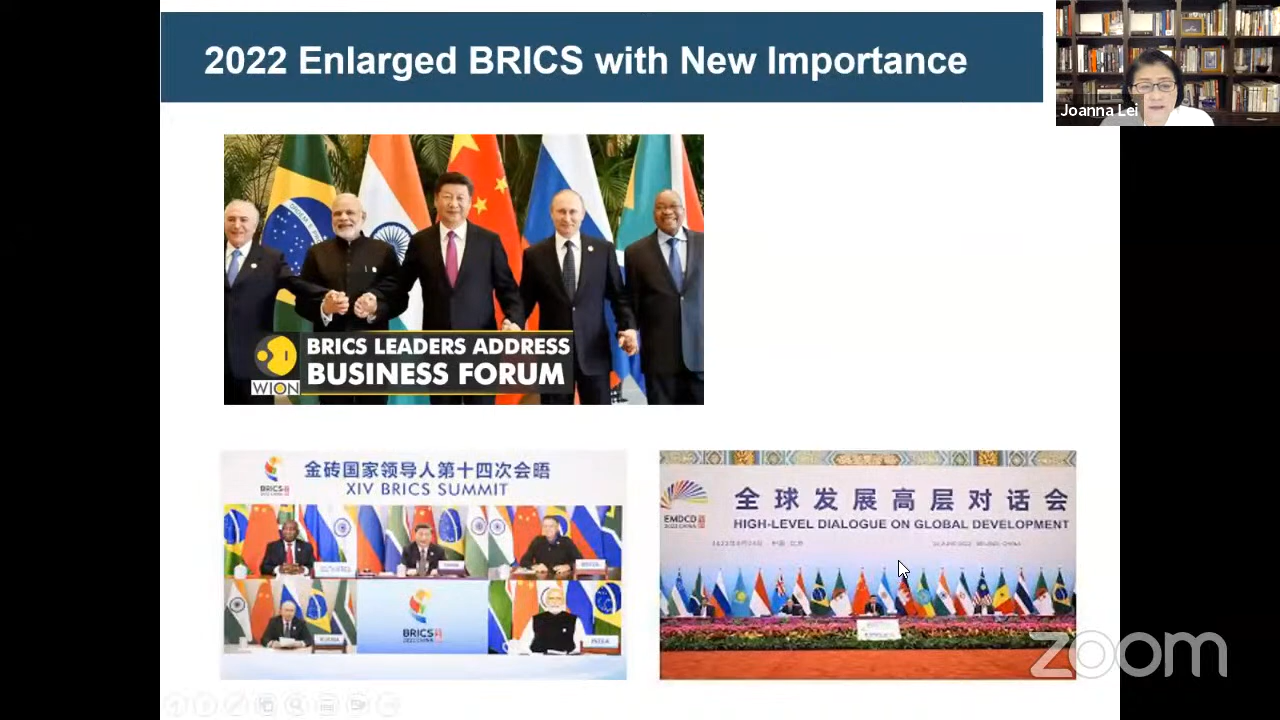 2022 Enlarged BRICS with New Importance
Joanna Lei
BRICS LEADERS ADDRESS
BUSINESS FORUM
WION
金砖国家领导人第十四次会晤
XIV BRICS SUMMIT
BRICS
BRICS
全球发展高层对话会
HIGH-LEVEL DIALOGUE ON GLOBAL DEVELOPMENT
EMDCD
zoom